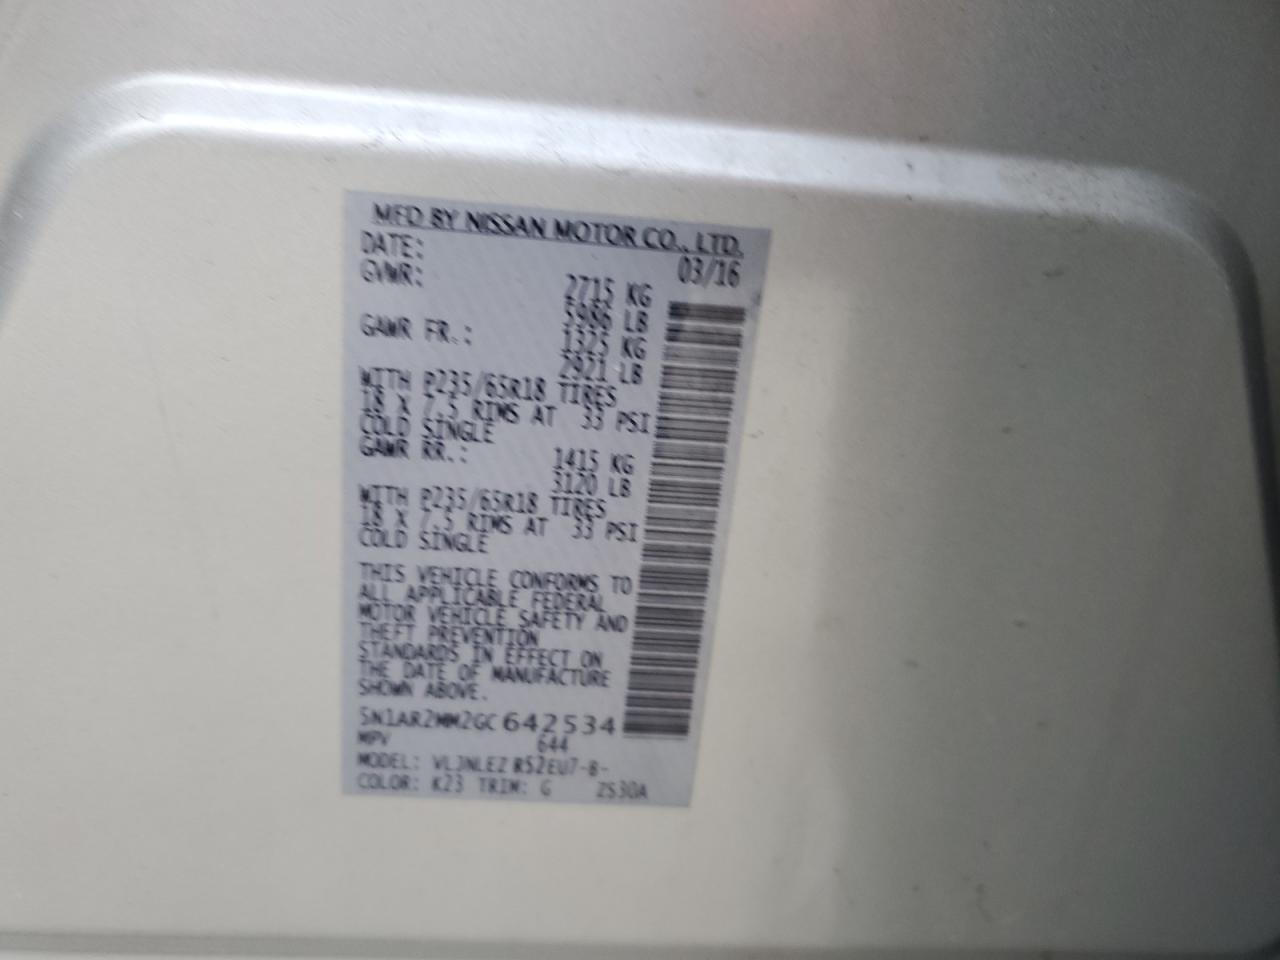 MFD BY NISSAN MOTOR CO., LTD.
DATE: 03/16
GVWR: 2715 KG
5986 LB
GAWR FR.: 1325 KG
2921 LB
WITH P235/65R18 TIRES
18 X 7.5 RIMS AT 33 PSI
COLD SINGLE
GAWR RR.: 1415 KG
3120 LB
WITH P235/65R18 TIRES
18 X 7.5 RIMS AT 33 PSI
COLD SINGLE
THIS VEHICLE CONFORMS TO
ALL APPLICABLE FEDERAL
MOTOR VEHICLE SAFETY AND
THEFT PREVENTION
STANDARDS IN EFFECT ON
THE DATE OF MANUFACTURE
SHOWN ABOVE.
5N1AR2MM2GC642534
MPV 644
MODEL: VLJNLEZ R52EU7-B-
COLOR: K23 TRIM: G ZS30A